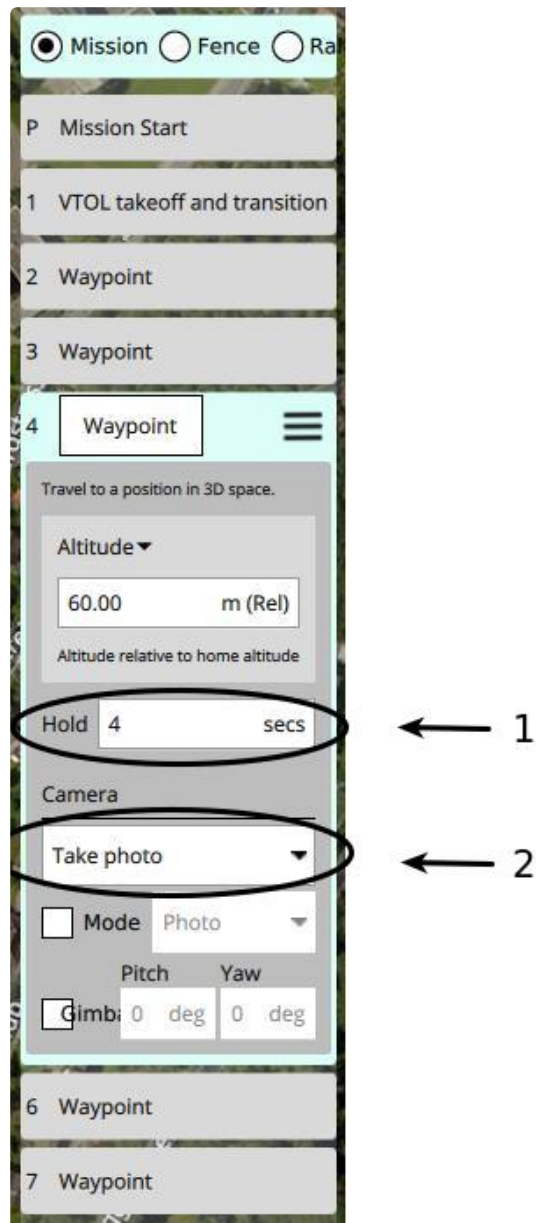 Mission Fence Ra
P Mission Start
1 VTOL takeoff and transition
2 Waypoint
3 Waypoint
4 Waypoint
Travel to a position in 3D space.
Altitude
60.00 m (Rel)
Altitude relative to home altitude
Hold 4 secs
1
Camera
Take photo
2
Mode Photo
Pitch Yaw
Gimba 0 deg 0 deg
6 Waypoint
7 Waypoint